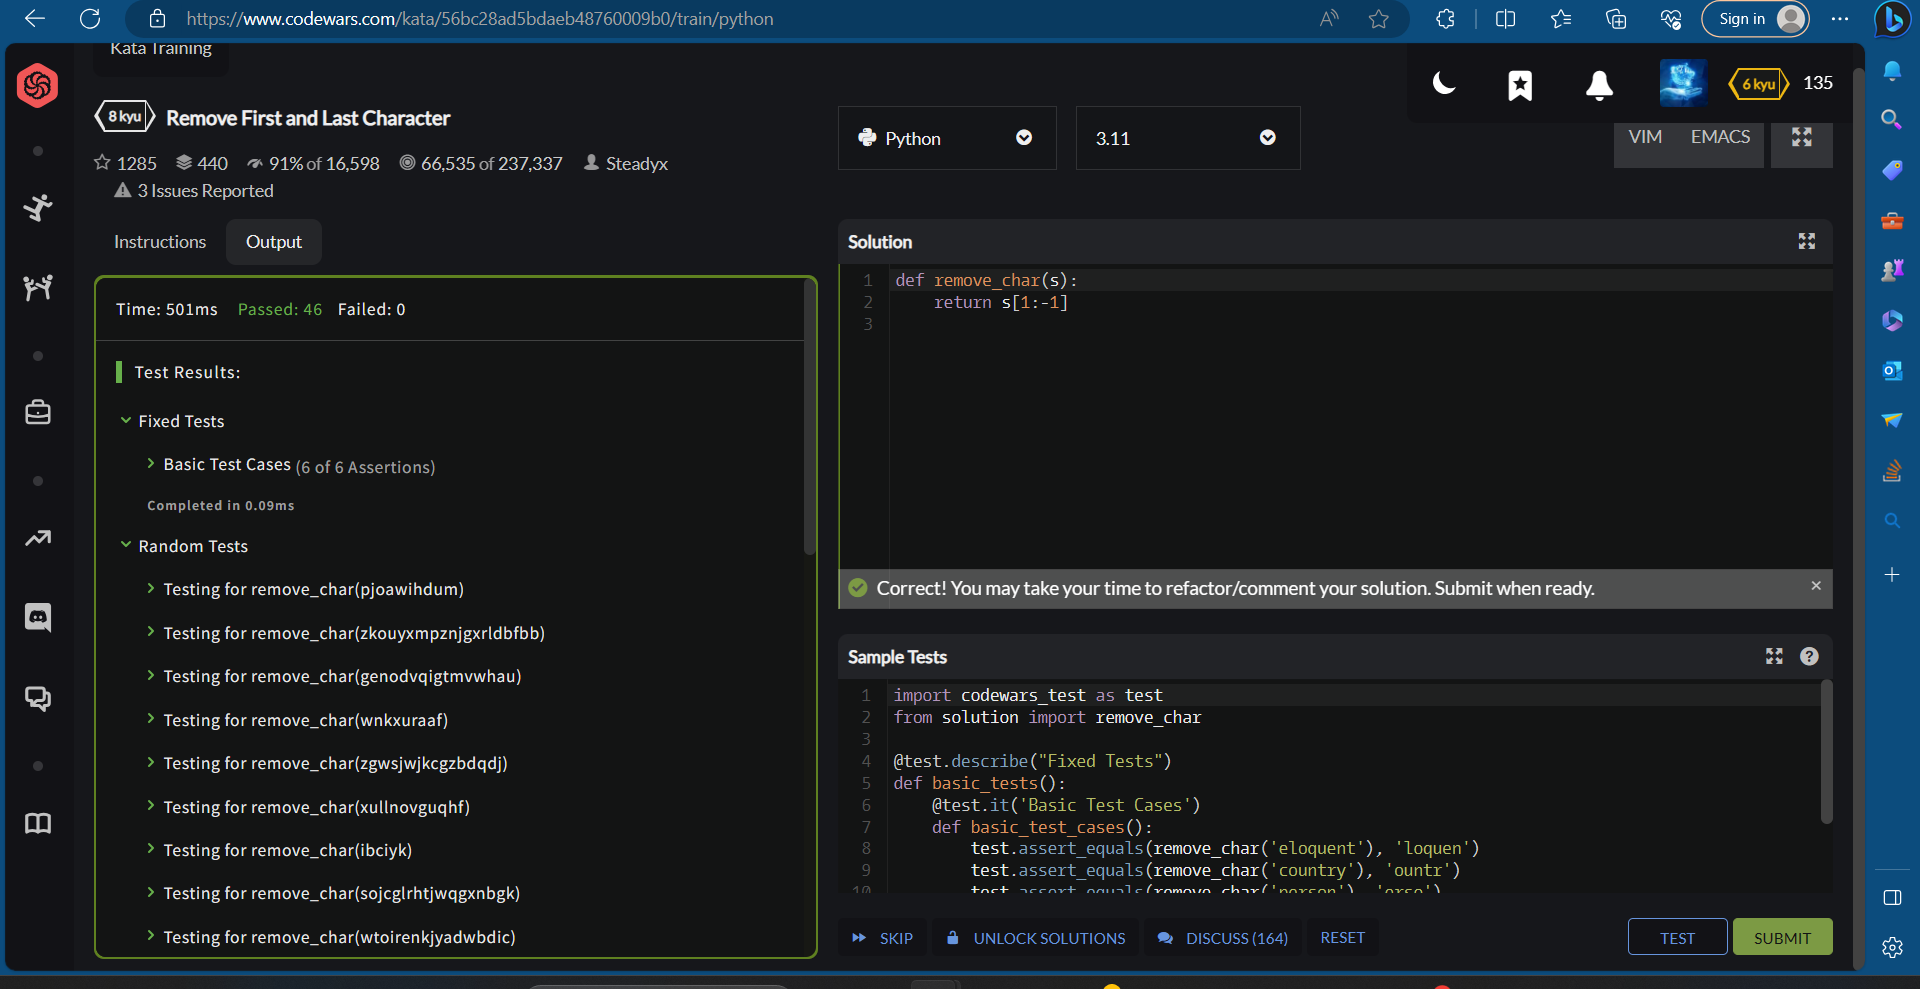 https://www.codewars.com/kata/56bc28ad5bdaeb48760009b0/train/python
Sign in
Kata Training
6 kyu
135
8 kyu
Remove First and Last Character
1285
440
91% of 16,598
66,535 of 237,337
Steadyx
3 Issues Reported
Python
3.11
VIM
EMACS
Instructions
Output
Time: 501ms
Passed: 46
Failed: 0
Test Results:
Fixed Tests
Basic Test Cases (6 of 6 Assertions)
Completed in 0.09ms
Random Tests
Testing for remove_char(pjoawihdum)
Testing for remove_char(zkouyxmpznjgxrldbfbb)
Testing for remove_char(genodvqigtmvwhau)
Testing for remove_char(wnkxuraaf)
Testing for remove_char(zgwsjwjkcgzbdqdj)
Testing for remove_char(xullnovguqhf)
Testing for remove_char(ibciyk)
Testing for remove_char(sojcglrhtjwqgxnbgk)
Testing for remove_char(wtoirenkjyadwbdic)
Solution
1 def remove_char(s):
2     return s[1:-1]
3
Correct! You may take your time to refactor/comment your solution. Submit when ready.
Sample Tests
1 import codewars_test as test
2 from solution import remove_char
3
4 @test.describe("Fixed Tests")
5 def basic_tests():
6     @test.it('Basic Test Cases')
7     def basic_test_cases():
8         test.assert_equals(remove_char('eloquent'), 'loquen')
9         test.assert_equals(remove_char('country'), 'ountr')
10         test.assert_equals(remove_char('person'), 'erso')
SKIP
UNLOCK SOLUTIONS
DISCUSS (164)
RESET
TEST
SUBMIT